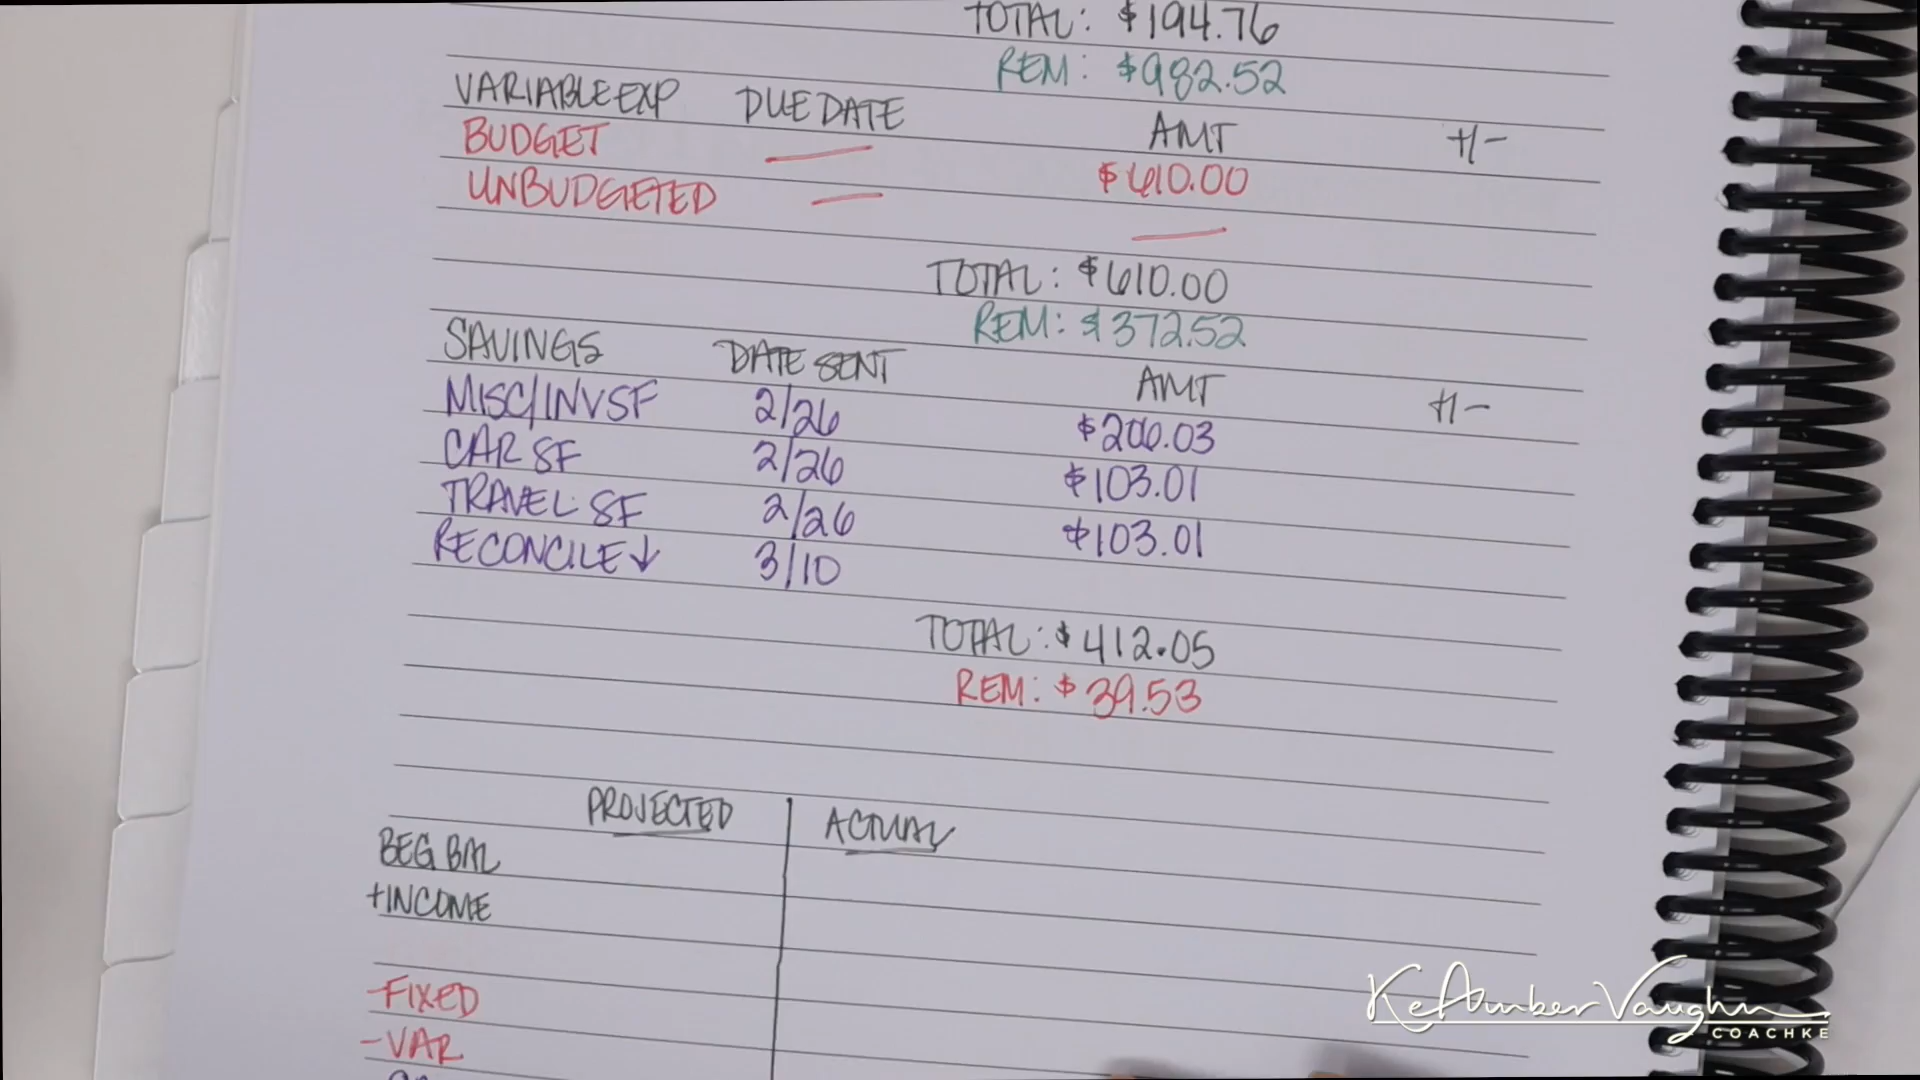 TOTAL: $194.76
REM: $982.52
VARIABLE EXP DUE DATE AMT +/-
BUDGET — $610.00
UNBUDGETED — —
TOTAL: $610.00
REM: $372.52
SAVINGS DATE SENT AMT +/-
MISC/INV SF 2/26 $206.03
CAR SF 2/26 $103.01
TRAVEL SF 2/26 $103.01
RECONCILE↓ 3/10
TOTAL: $412.05
REM: $39.53
PROJECTED ACTUAL
BEG BAL
+INCOME
-FIXED
-VAR
KeAmber Vaughn
COACHKE